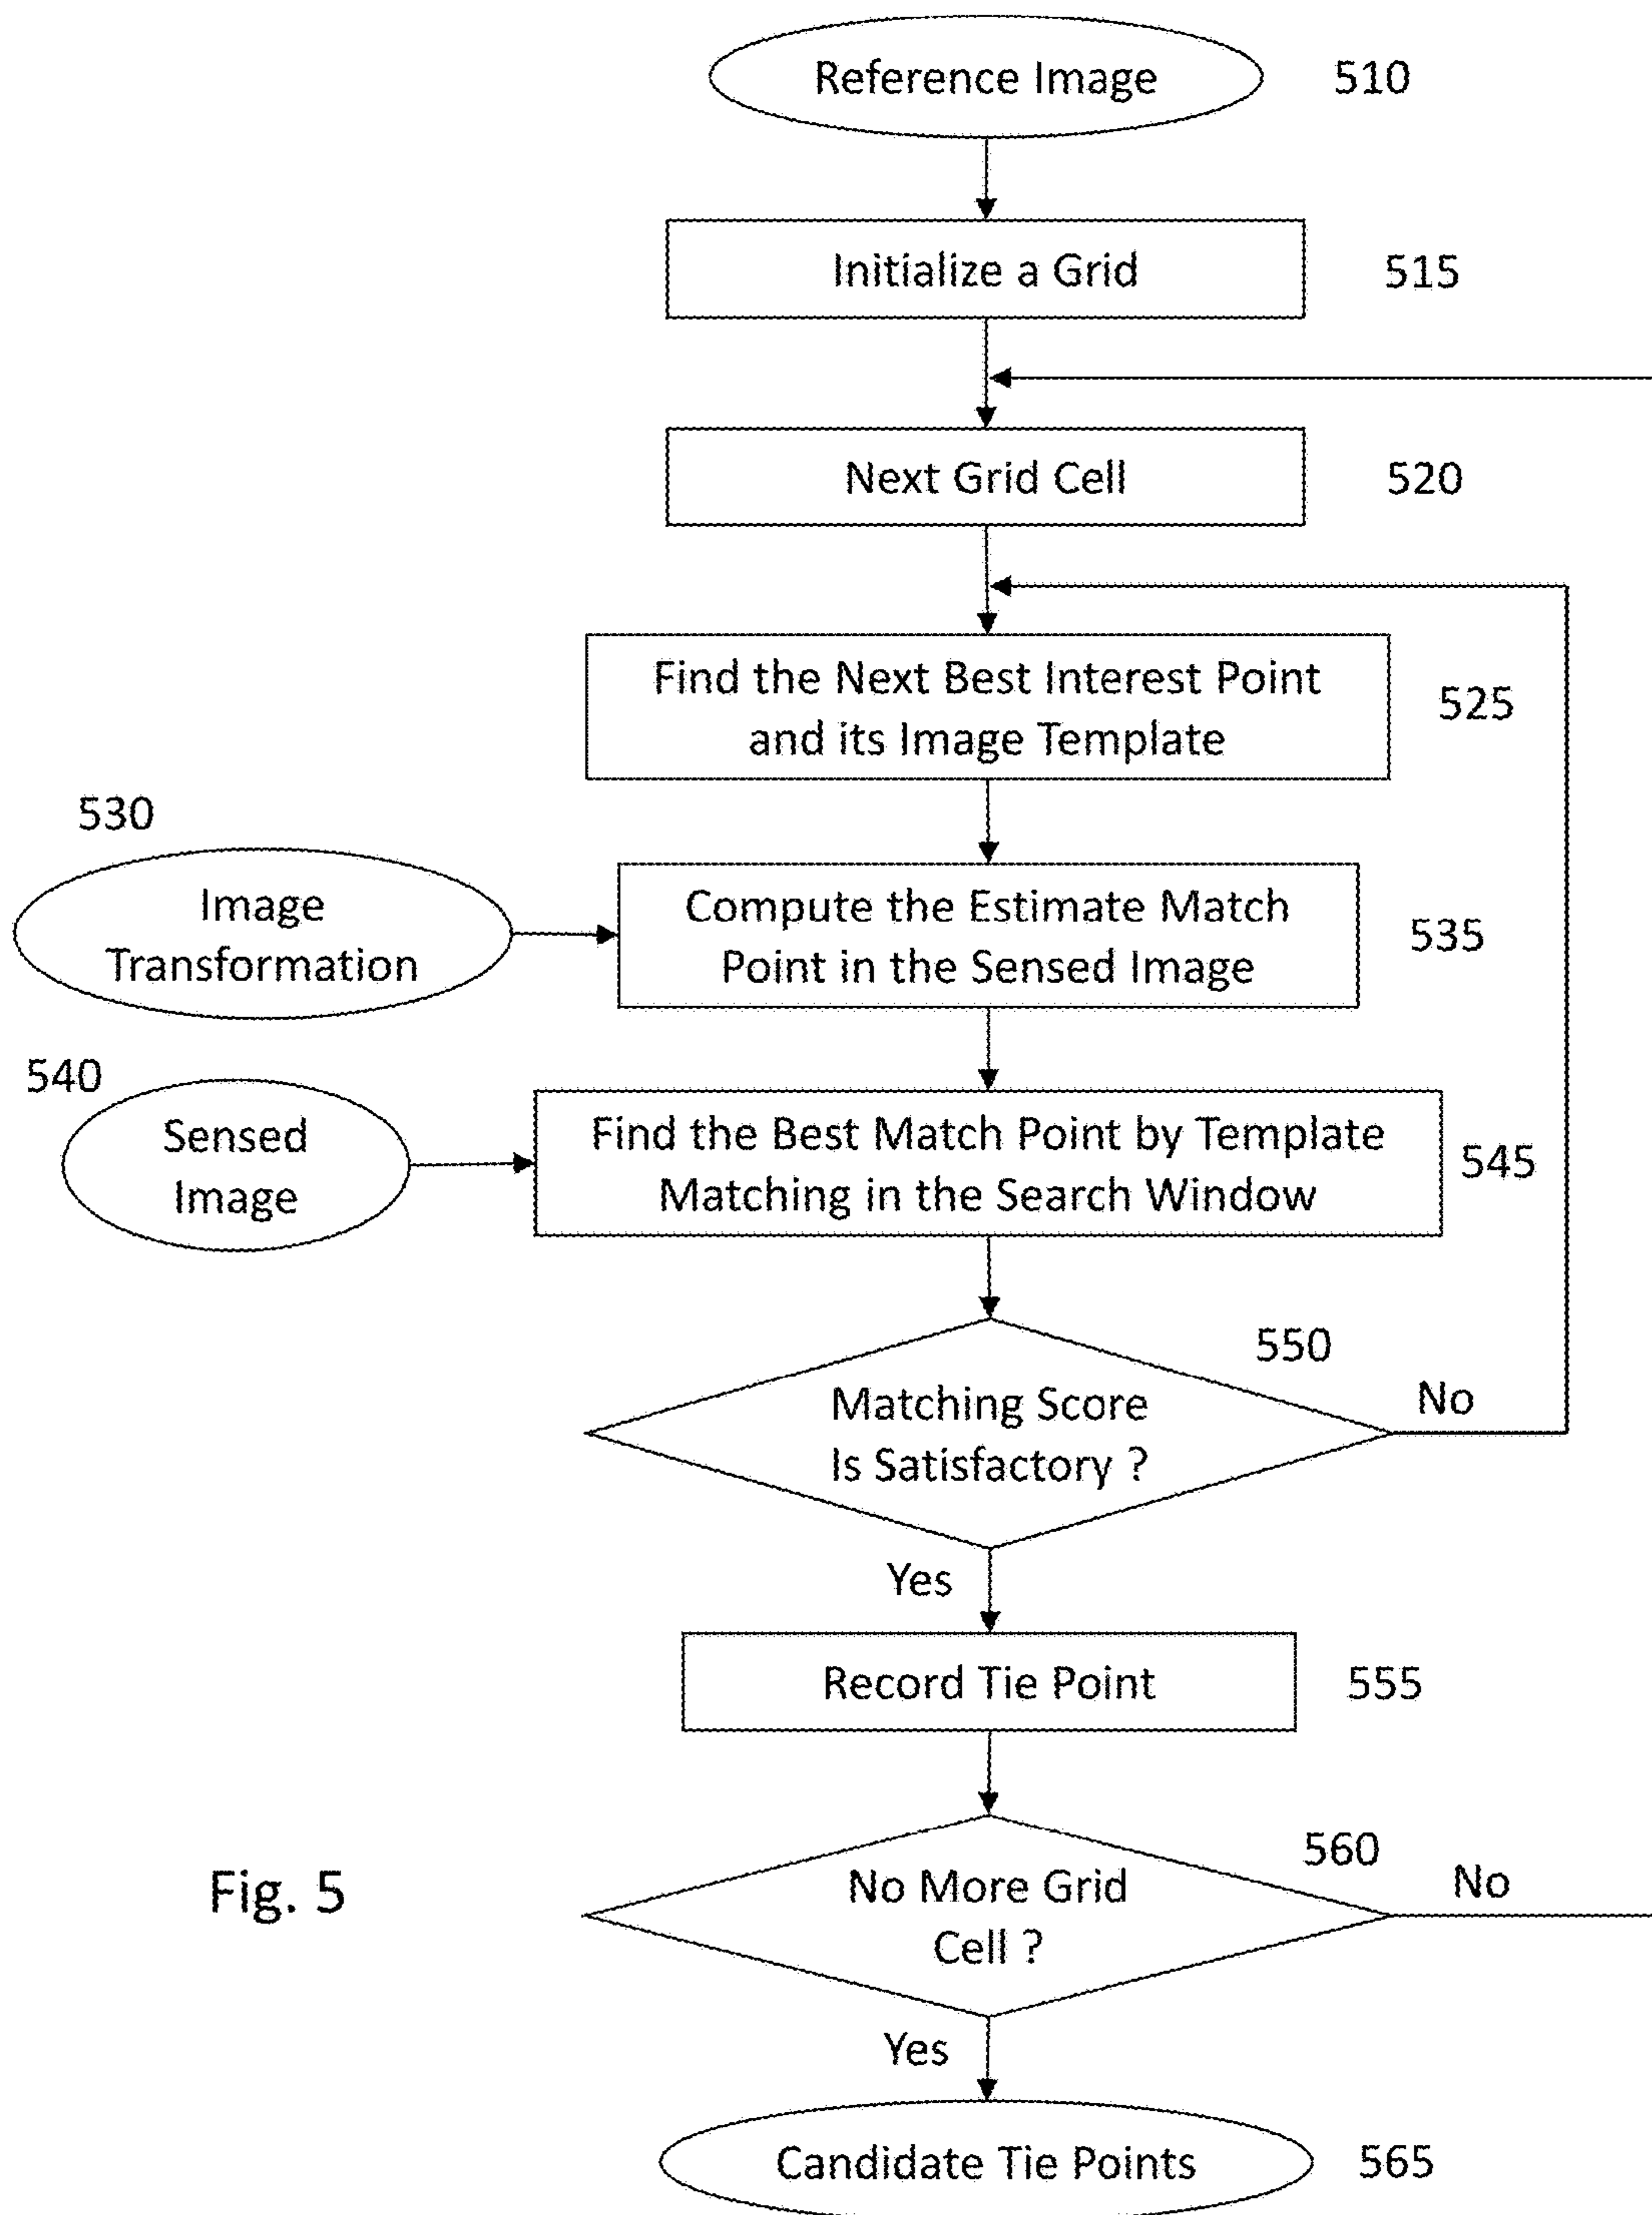 Reference Image
510
Initialize a Grid
515
Next Grid Cell
520
Find the Next Best Interest Point
and its Image Template
525
530
Image
Transformation
Compute the Estimate Match
Point in the Sensed Image
535
540
Sensed
Image
Find the Best Match Point by Template
Matching in the Search Window
545
550
Matching Score
Is Satisfactory ?
No
Yes
Record Tie Point
555
560
No More Grid
Cell ?
No
Fig. 5
Yes
Candidate Tie Points
565